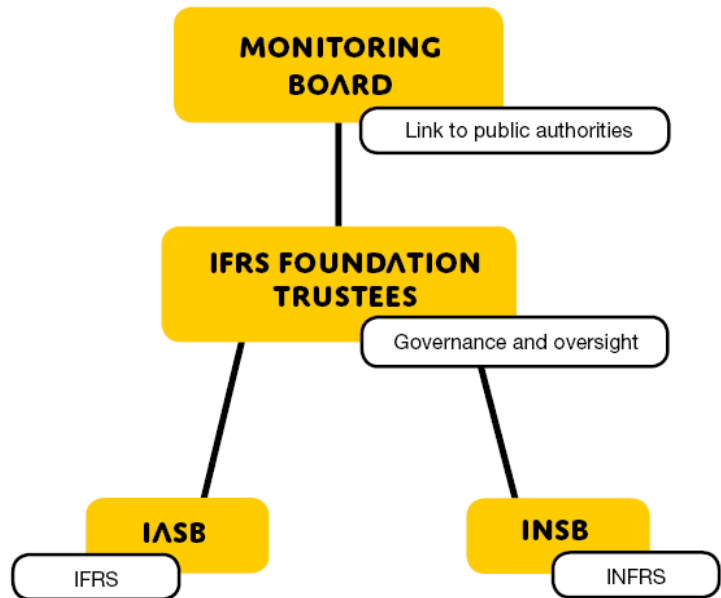 MONITORING
BOARD
Link to public authorities
IFRS FOUNDATION
TRUSTEES
Governance and oversight
IASB
INSB
IFRS
INFRS